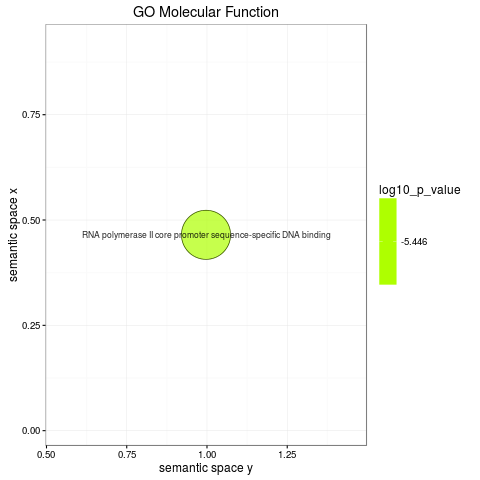 GO Molecular Function
semantic space x
0.75
0.50
0.25
0.00
RNA polymerase II core promoter sequence-specific DNA binding
0.50
0.75
1.00
1.25
semantic space y
log10_p_value
-5.446